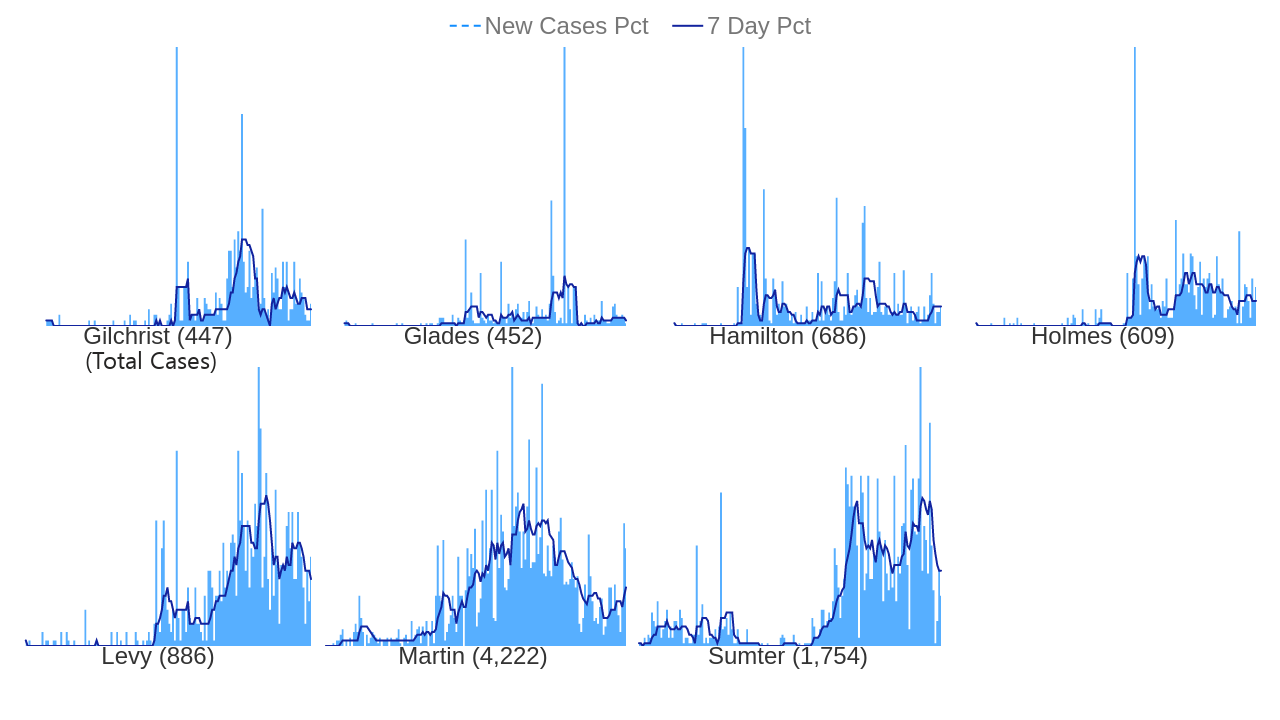 New Cases Pct 7 Day Pct
Gilchrist (447) Glades (452) Hamilton (686) Holmes (609)
(Total Cases)
Levy (886) Martin (4,222) Sumter (1,754)